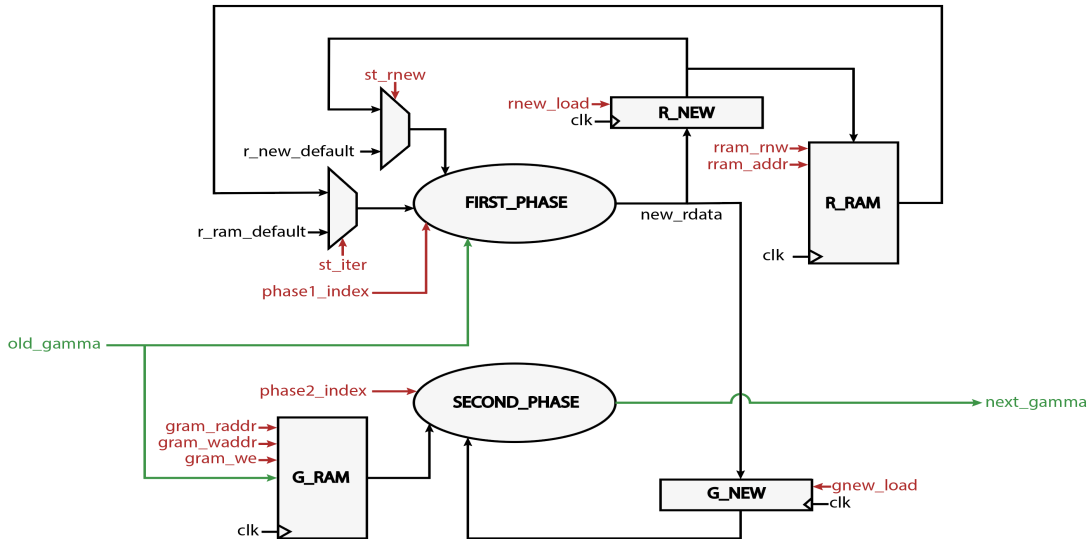 st_rnew
rnew_load
R_NEW
clk
r_new_default
rram_rnw
rram_addr
FIRST_PHASE
R_RAM
new_rdata
r_ram_default
clk
st_iter
phase1_index
old_gamma
phase2_index
SECOND_PHASE
next_gamma
gram_raddr
gram_waddr
gram_we
G_RAM
gnew_load
G_NEW
clk
clk